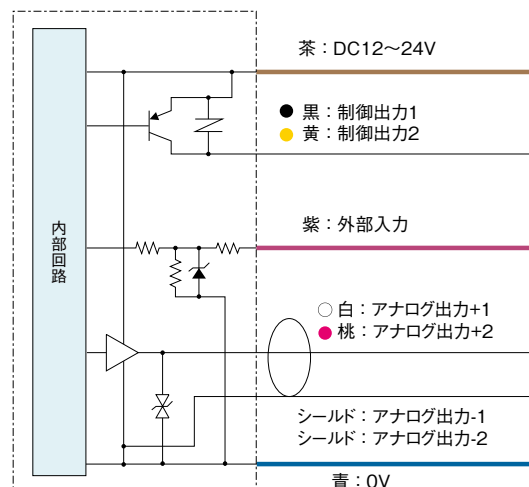 茶：DC12～24V
黒：制御出力1
黄：制御出力2
内部回路
紫：外部入力
白：アナログ出力+1
桃：アナログ出力+2
シールド：アナログ出力-1
シールド：アナログ出力-2
青：0V